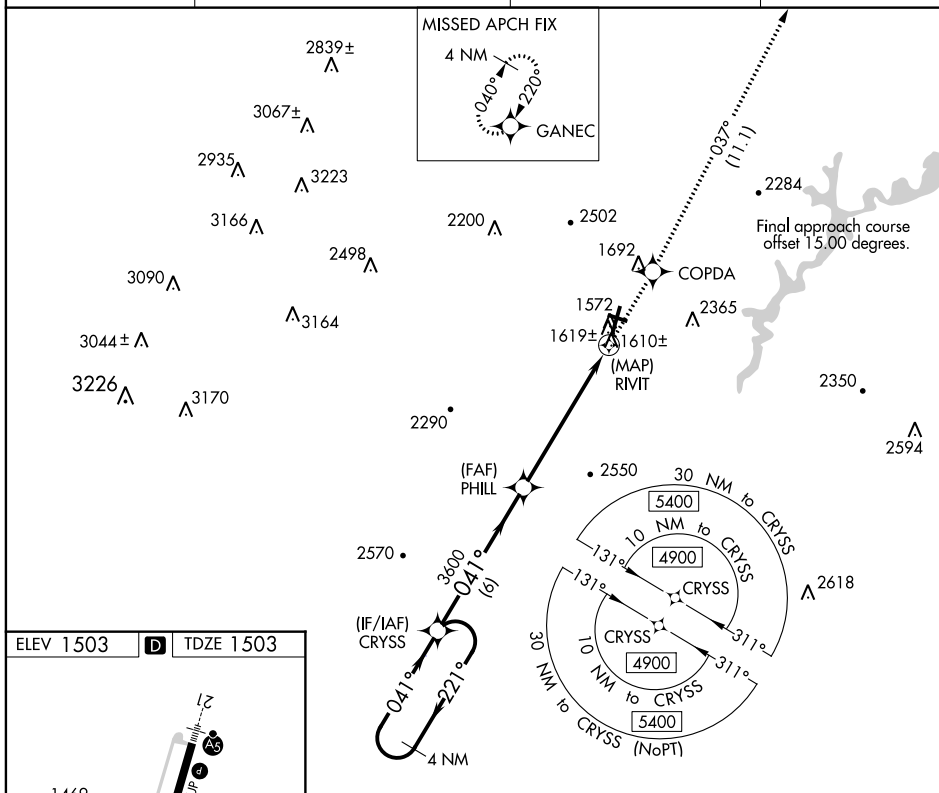 MISSED APCH FIX
4 NM
040°
220°
GANEC
2839±
3067±
2935
3223
3166
2200
2502
037°
(11.1)
2284
Final approach course
offset 15.00 degrees.
2498
1692
COPDA
3090
3164
1572
2365
3044±
1619±
1610±
(MAP)
RIVIT
3226
3170
2290
2350
2594
(FAF)
PHILL
2550
30 NM to CRYSS
5400
10 NM to CRYSS
4900
131°
CRYSS
311°
2570
3600
041°
(6)
131°
2618
(IF/IAF)
CRYSS
CRYSS
4900
311°
10 NM to CRYSS
5400
30 NM to CRYSS (NoPT)
041°
221°
4 NM
ELEV 1503
D
TDZE 1503
21
A5
UP